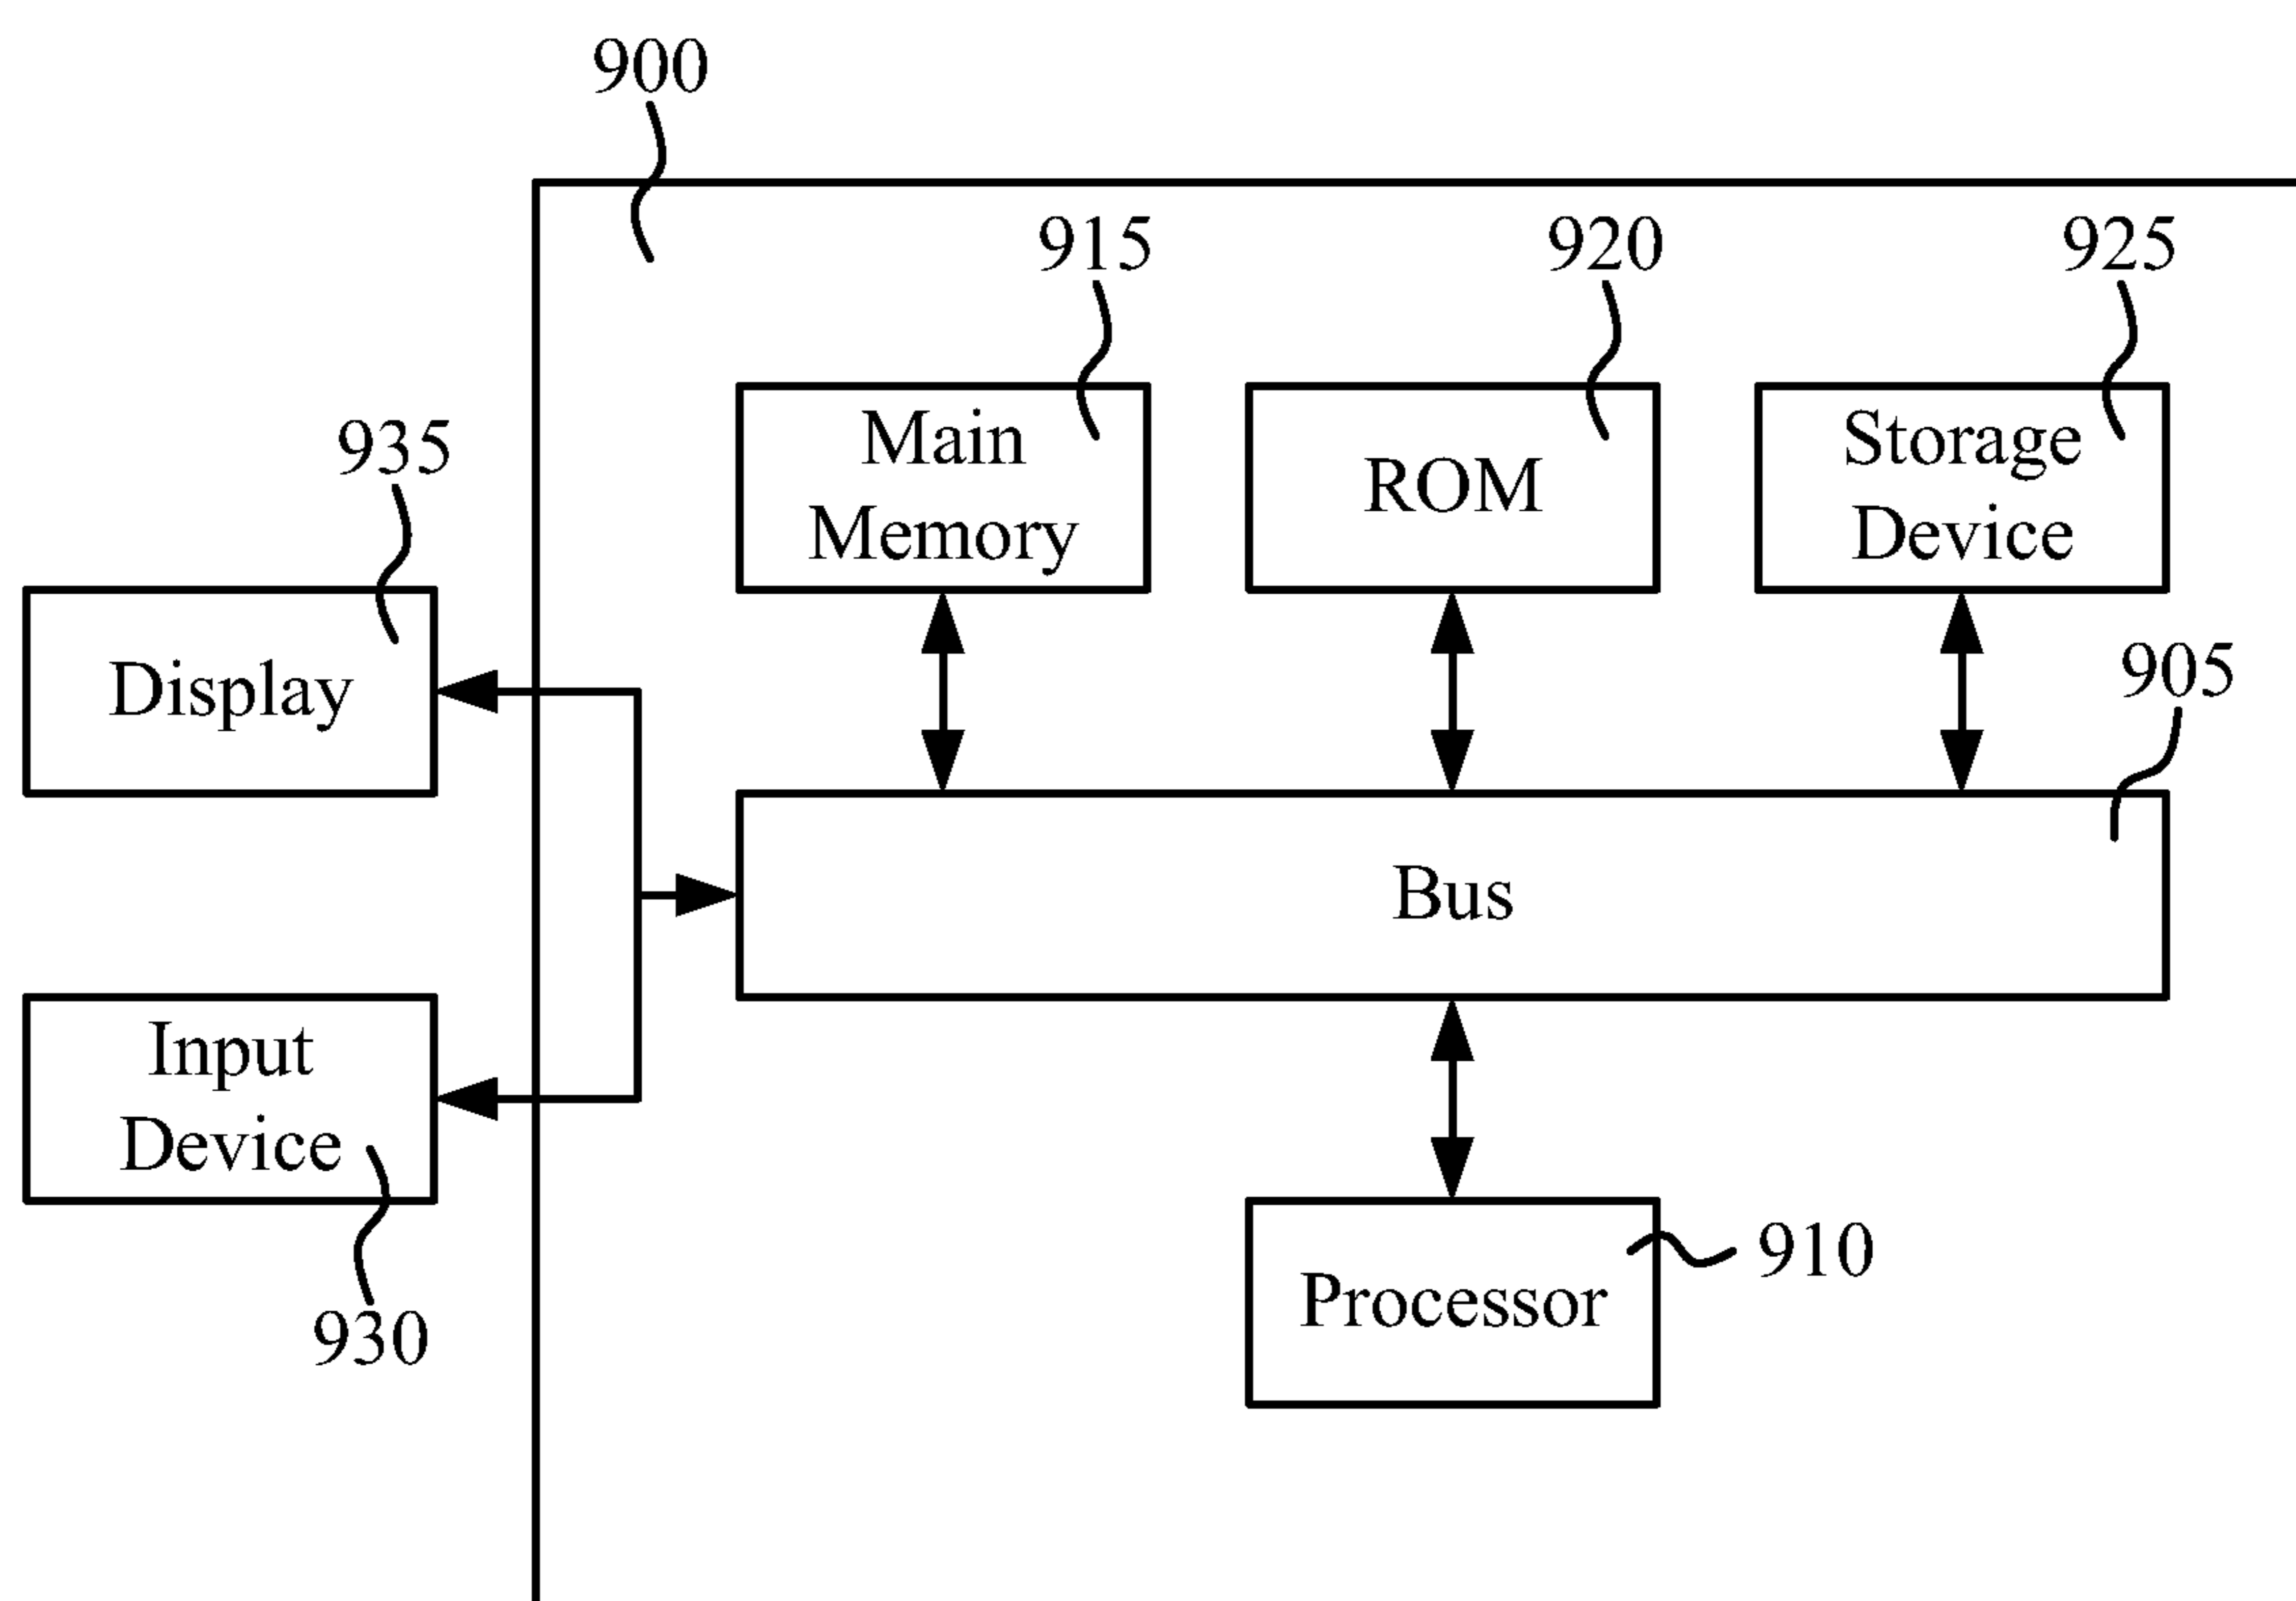 900
915
920
925
Main
Memory
ROM
Storage
Device
935
Display
905
Bus
Input
Device
930
910
Processor